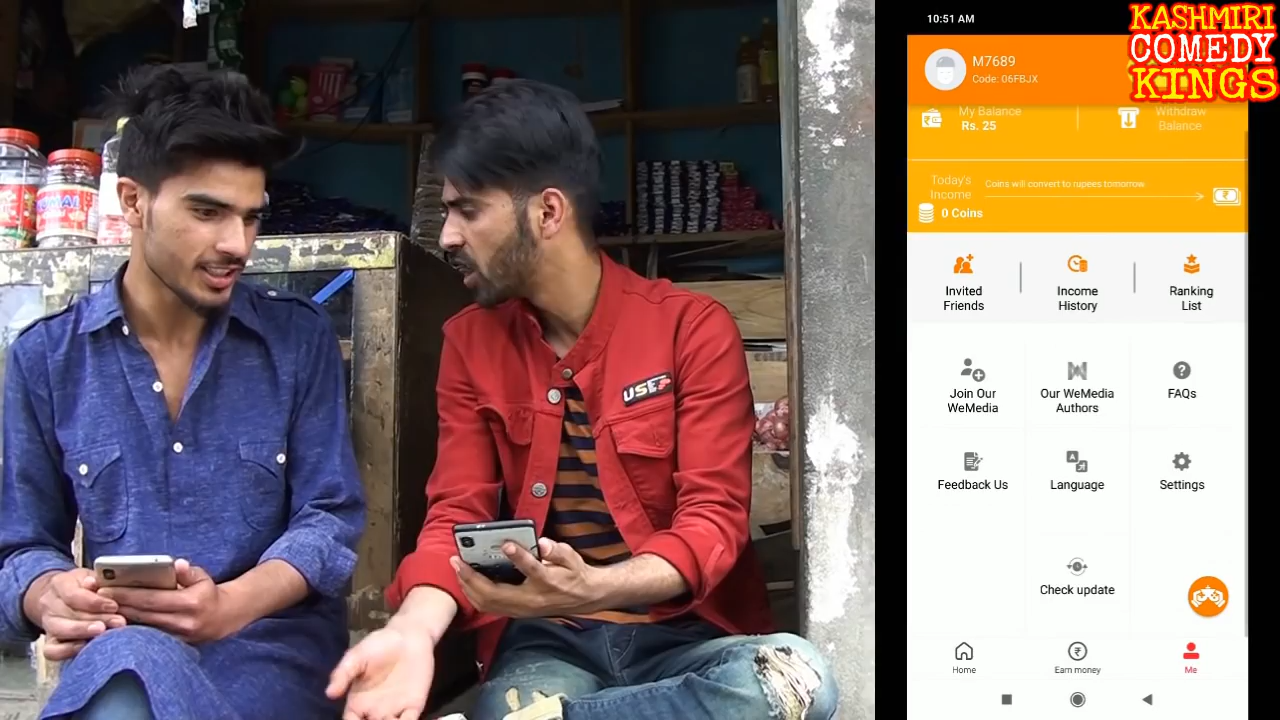 USED
10:51 AM
KASHMIRI
COMEDY
KINGS
M7689
Code: 06FBJX
My Balance
Rs. 25
Withdraw
Balance
Today's
Income
Coins will convert to rupees tomorrow.
0 Coins
Invited
Friends
Income
History
Ranking
List
Join Our
WeMedia
Our WeMedia
Authors
FAQs
Feedback Us
Language
Settings
Check update
Home
Earn money
Me